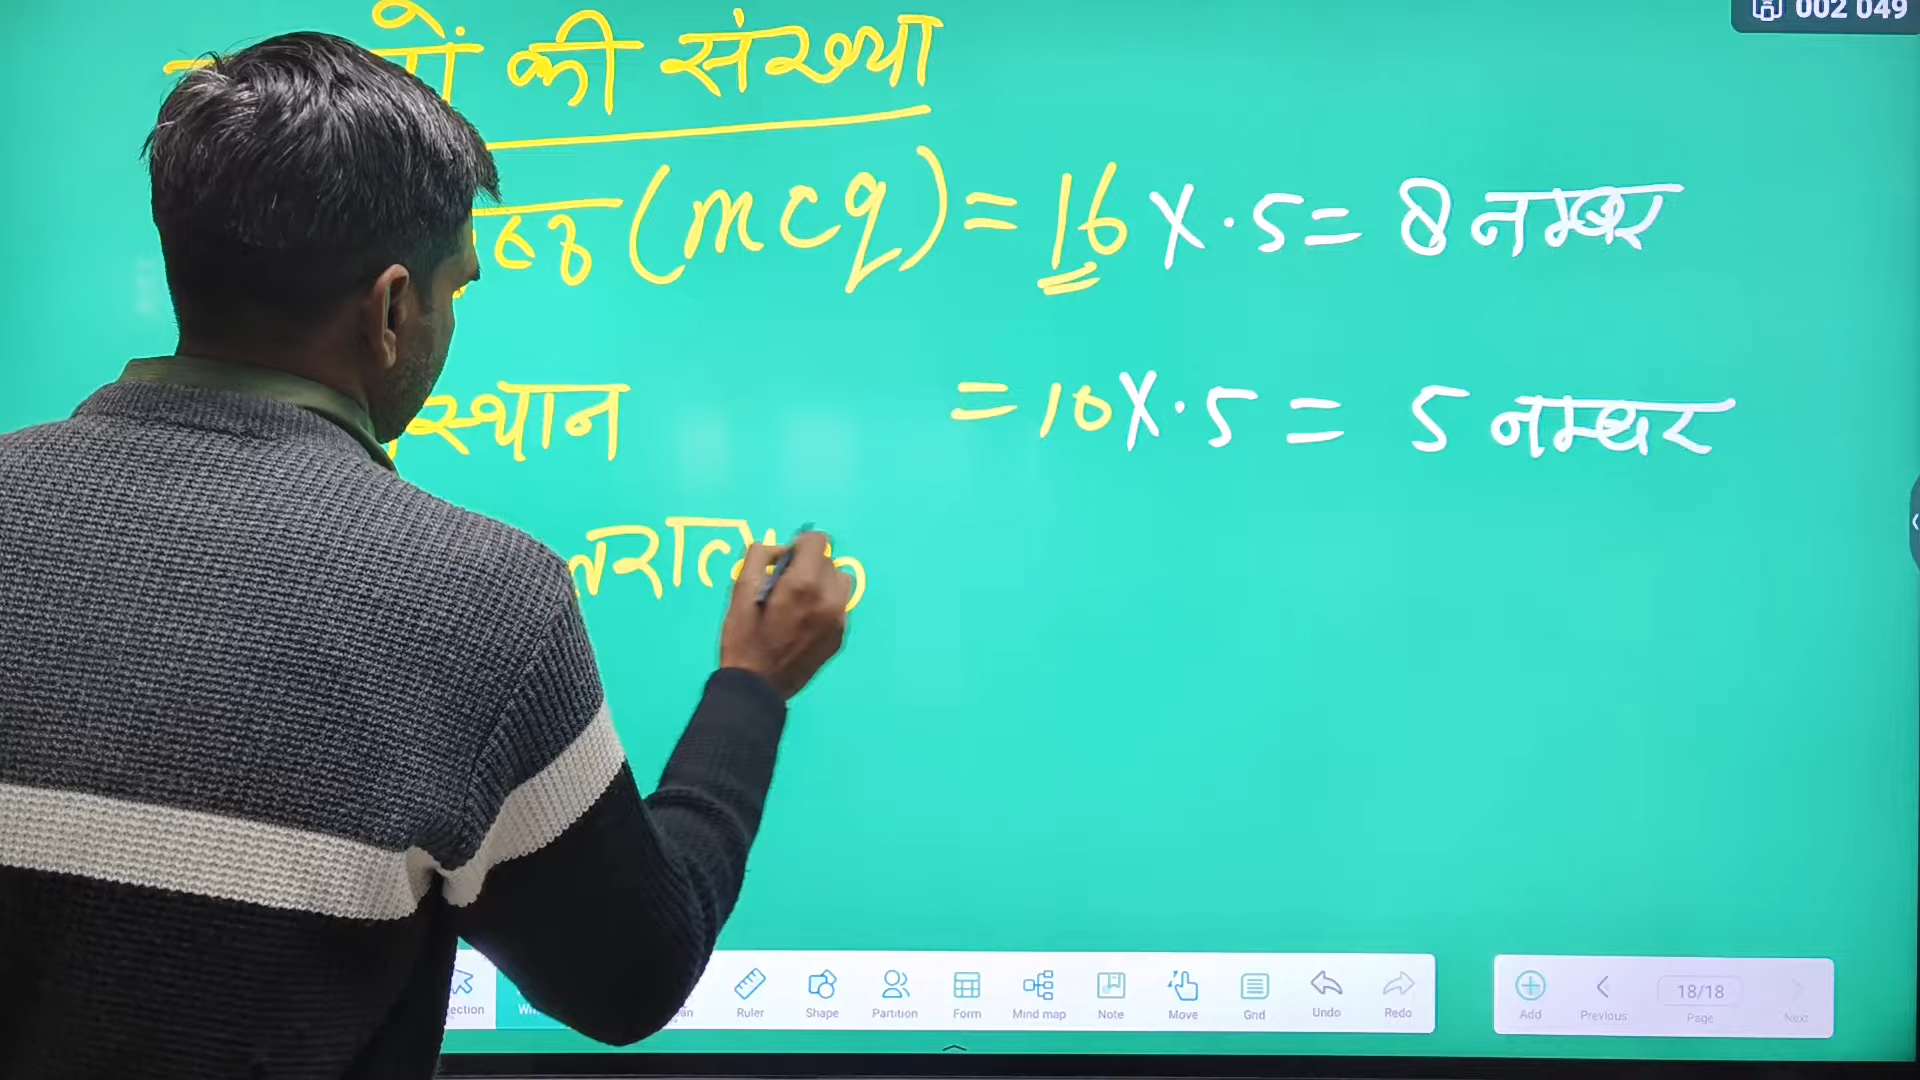 002 049
की संख्या
(mcq) = 16 X .5 = 8 नम्बर
स्थान = 10 X .5 = 5 नम्बर
Ruler Shape Partition Form Mind map Note Move Grid Undo Redo Add Previous 18/18 Page Next